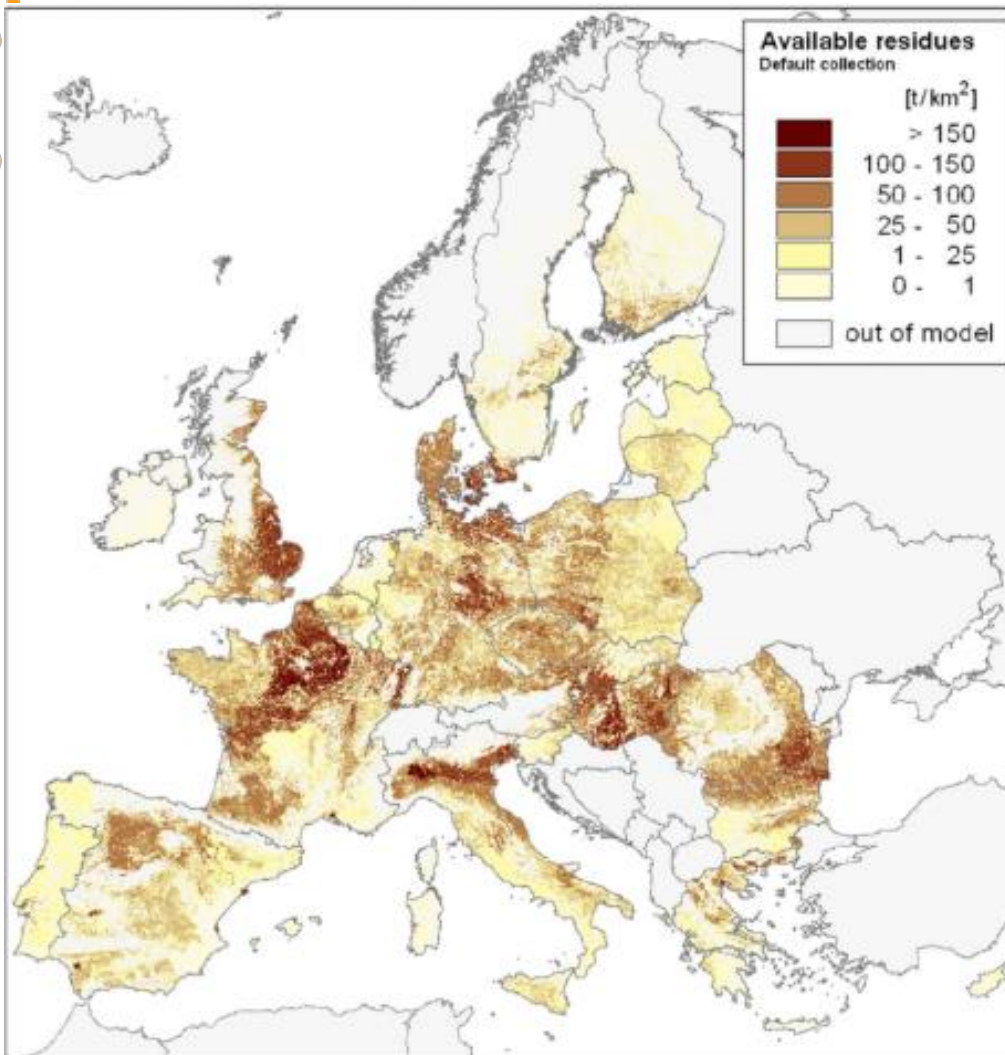 Available residues
Default collection
[t/km²]
> 150
100 - 150
50 - 100
25 - 50
1 - 25
0 - 1
out of model